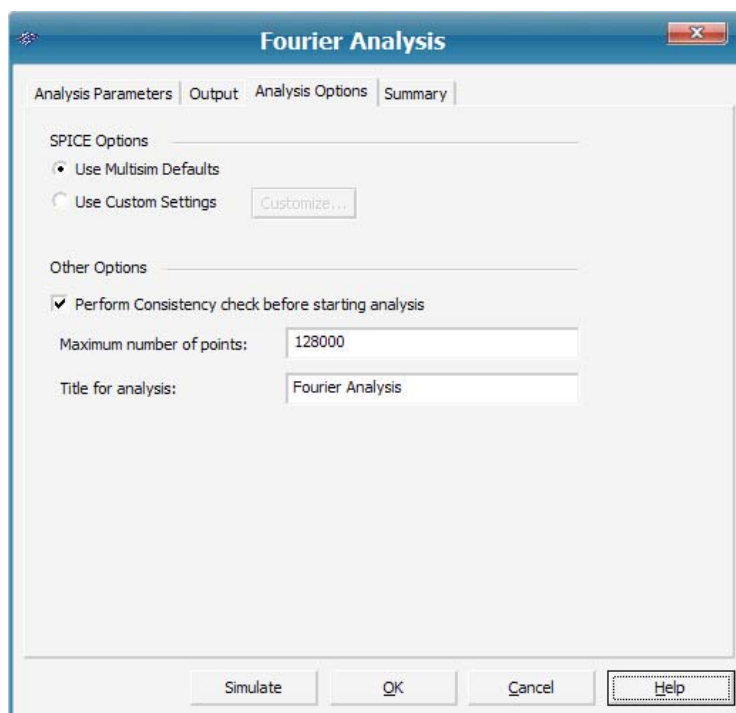 Fourier Analysis
Analysis Parameters Output Analysis Options Summary
SPICE Options
Use Multisim Defaults
Use Custom Settings Customize...
Other Options
Perform Consistency check before starting analysis
Maximum number of points: 128000
Title for analysis: Fourier Analysis
Simulate OK Cancel Help